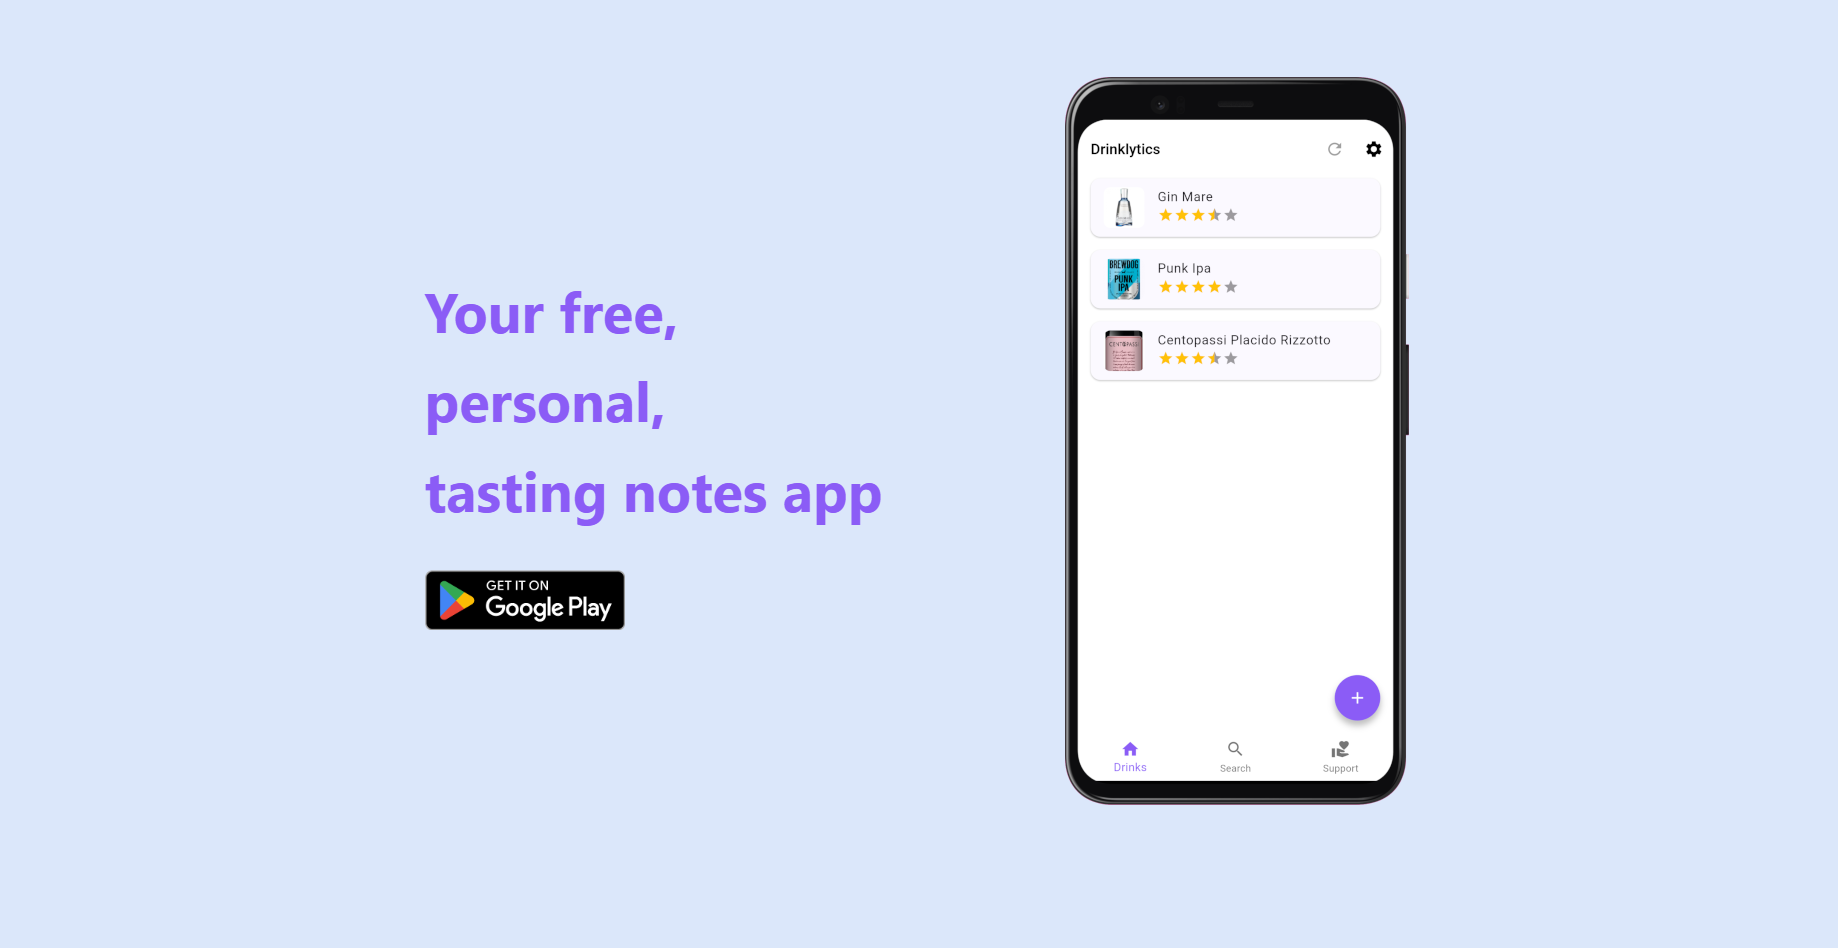 Your free,
personal,
tasting notes app
GET IT ON
Google Play
Drinklytics
Gin Mare
Punk Ipa
BREWDOG
PUNK
IPA
Centopassi Placido Rizzotto
CENTOPASSI
Drinks
Search
Support